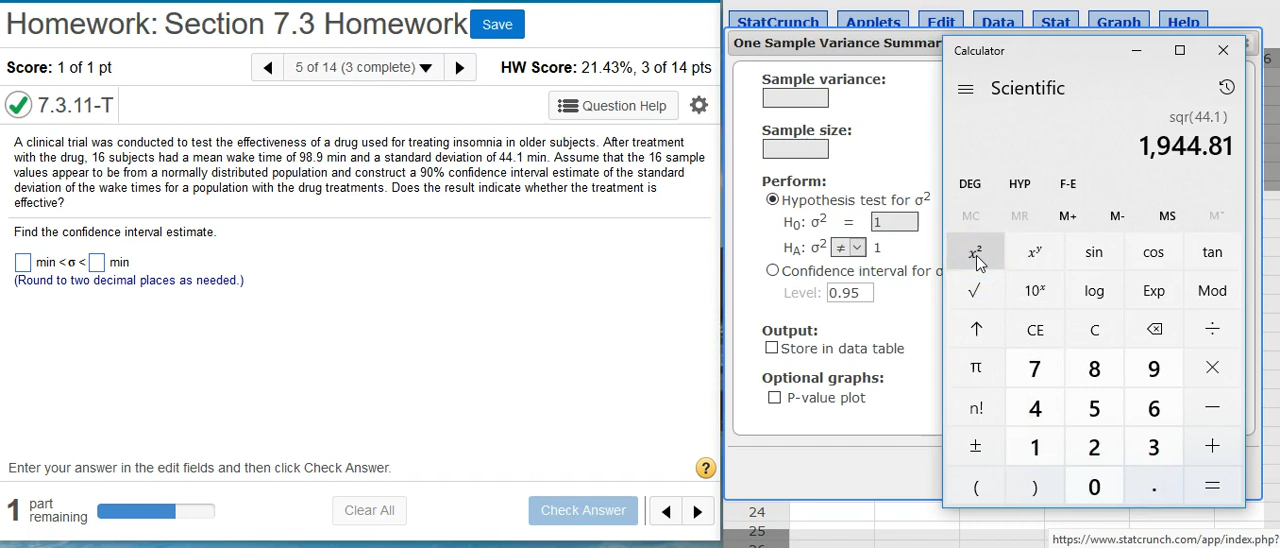 Homework: Section 7.3 Homework
Save
Score: 1 of 1 pt
5 of 14 (3 complete)
HW Score: 21.43%, 3 of 14 pts
7.3.11-T
Question Help
A clinical trial was conducted to test the effectiveness of a drug used for treating insomnia in older subjects. After treatment
with the drug, 16 subjects had a mean wake time of 98.9 min and a standard deviation of 44.1 min. Assume that the 16 sample
values appear to be from a normally distributed population and construct a 90% confidence interval estimate of the standard
deviation of the wake times for a population with the drug treatments. Does the result indicate whether the treatment is
effective?
Find the confidence interval estimate.
min < σ < min
(Round to two decimal places as needed.)
Enter your answer in the edit fields and then click Check Answer.
?
1 part
remaining
Clear All
Check Answer
StatCrunch Applets Edit Data Stat Graph Help
One Sample Variance Summar
Sample variance:
Sample size:
Perform:
Hypothesis test for σ²
H₀: σ² = 1
Hᴀ: σ² ≠ 1
Confidence interval for σ
Level: 0.95
Output:
Store in data table
Optional graphs:
P-value plot
24
25
6
Calculator
Scientific
sqr(44.1)
1,944.81
DEG HYP F-E
MC MR M+ M- MS M˅
x² xʸ sin cos tan
√ 10ˣ log Exp Mod
↑ CE C ⌫ ÷
π 7 8 9 ×
n! 4 5 6 −
± 1 2 3 +
( ) 0 . =
https://www.statcrunch.com/app/index.php?